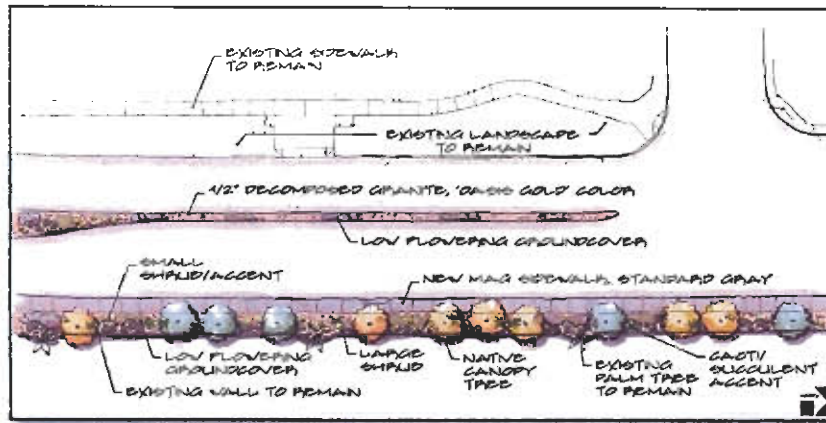 EXISTING SIDEWALK
TO REMAIN
EXISTING LANDSCAPE
TO REMAIN
1/2" DECOMPOSED GRANITE, 'OASIS GOLD' COLOR
LOW FLOWERING GROUNDCOVER
SMALL
SHRUB/ACCENT
NEW MAG SIDEWALK, STANDARD GRAY
LOW FLOWERING
GROUNDCOVER
EXISTING WALL TO REMAIN
LARGE
SHRUB
NATIVE
CANOPY
TREE
EXISTING
PALM TREE
TO REMAIN
CACTI/
SUCCULENT
ACCENT